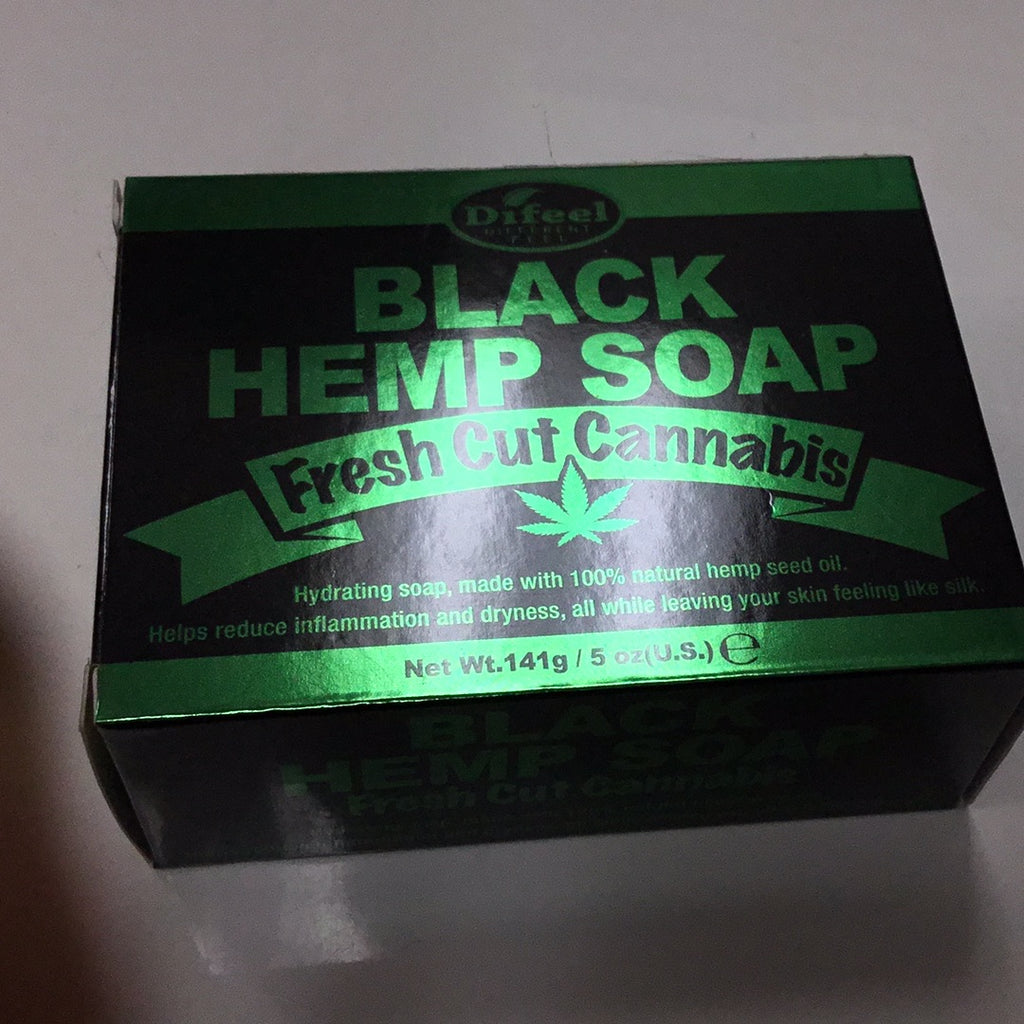 Difeel
DIFFERENT
FEEL
BLACK
HEMP SOAP
Fresh Cut Cannabis
Hydrating soap, made with 100% natural hemp seed oil.
Helps reduce inflammation and dryness, all while leaving your skin feeling like silk.
Net Wt.141g / 5 oz(U.S.) ℮
BLACK
HEMP SOAP
Fresh Cut Cannabis